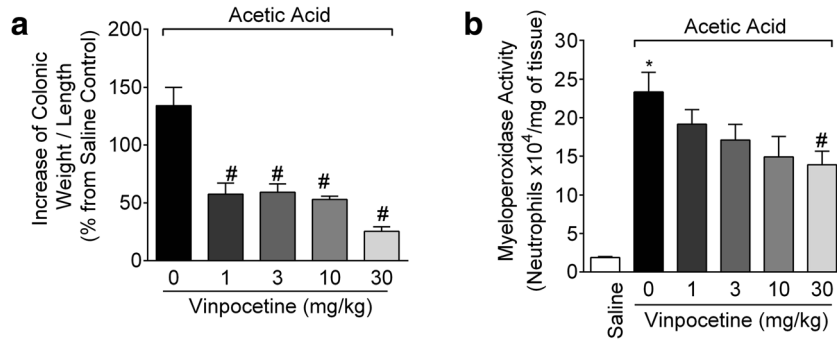 a
Acetic Acid
Increase of Colonic
Weight / Length
(% from Saline Control)
200
150
100
50
0
#
#
#
#
0 1 3 10 30
Vinpocetine (mg/kg)
b
Acetic Acid
Myeloperoxidase Activity
(Neutrophils x10⁴/mg of tissue)
30
25
20
15
10
5
0
*
#
Saline
0 1 3 10 30
Vinpocetine (mg/kg)